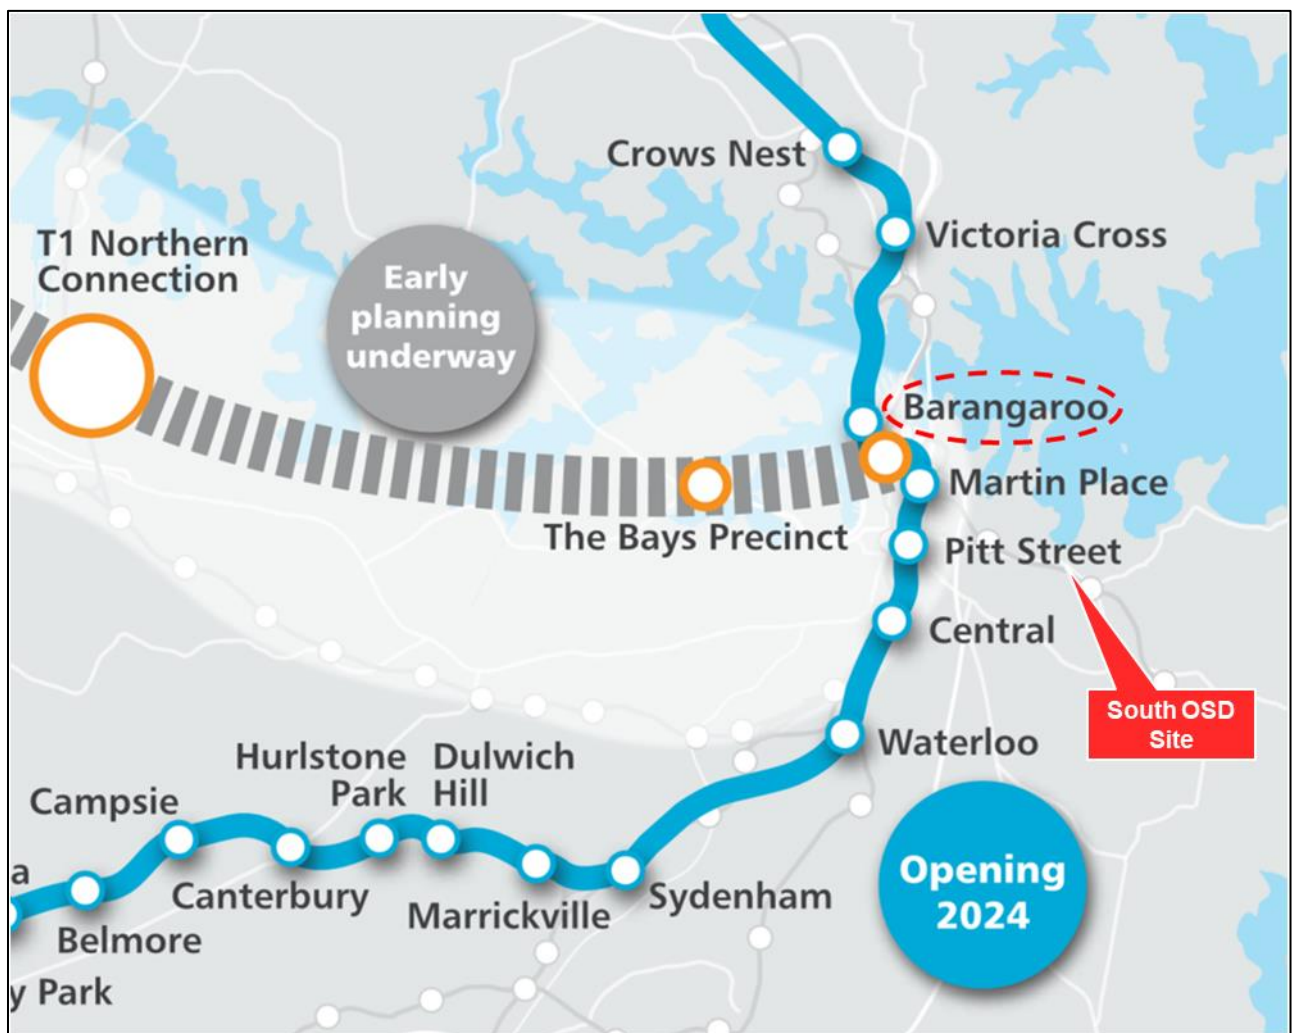 Crows Nest
Victoria Cross
T1 Northern
Connection
Early
planning
underway
Barangaroo
Martin Place
The Bays Precinct
Pitt Street
Central
South OSD
Site
Waterloo
Hurlstone
Park
Dulwich
Hill
Campsie
Opening
2024
a
Canterbury
Sydenham
Marrickville
Belmore
y Park